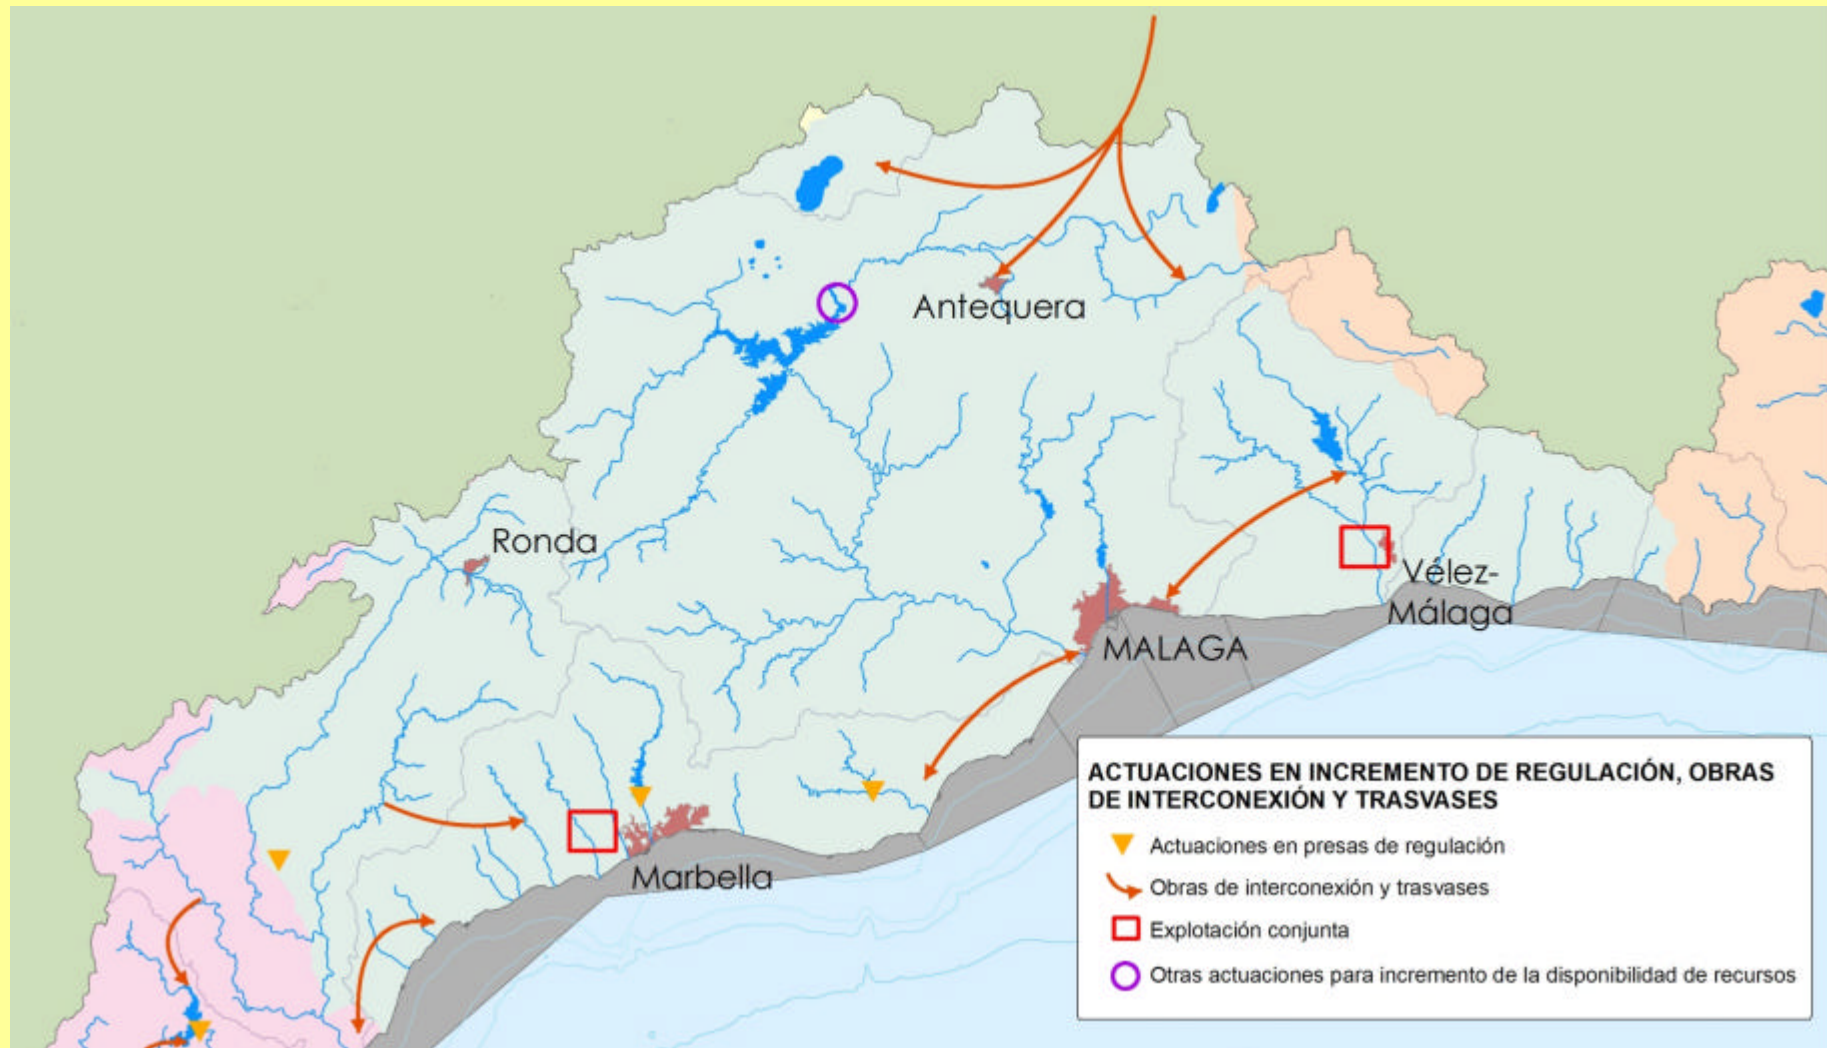 Antequera
Ronda
Vélez-
Málaga
MALAGA
Marbella
ACTUACIONES EN INCREMENTO DE REGULACIÓN, OBRAS
DE INTERCONEXIÓN Y TRASVASES
Actuaciones en presas de regulación
Obras de interconexión y trasvases
Explotación conjunta
Otras actuaciones para incremento de la disponibilidad de recursos